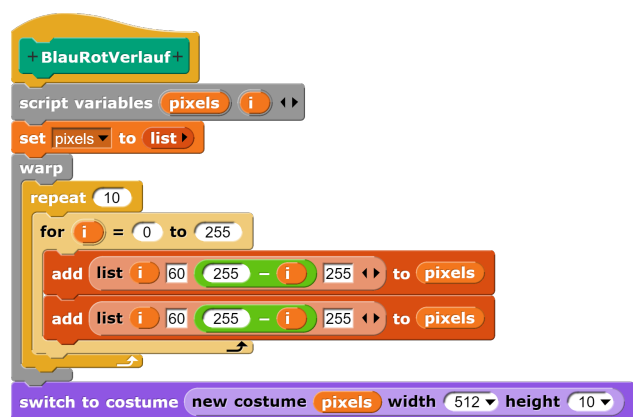 +BlauRotVerlauf+
script variables pixels i
set pixels to list
warp
repeat 10
for i = 0 to 255
add list i 60 255 - i 255 to pixels
add list i 60 255 - i 255 to pixels
switch to costume new costume pixels width 512 height 10